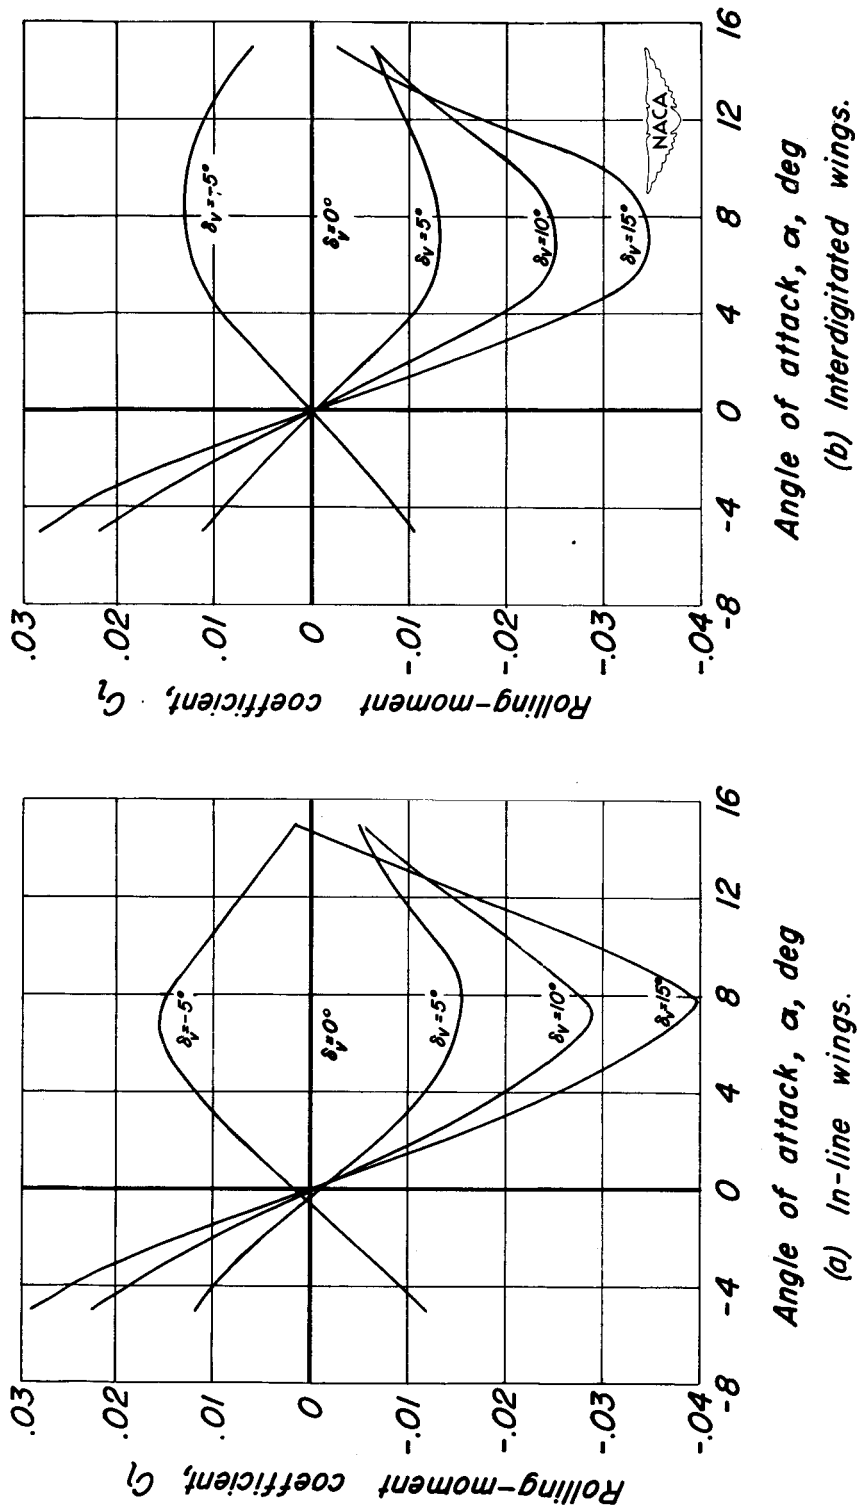 Rolling-moment coefficient, Cl
.03
.02
.01
0
-.01
-.02
-.03
-.04
δv=-5°
δv=0°
δv=5°
δv=10°
δv=15°
-8 -4 0 4 8 12 16
Angle of attack, α, deg
(a) In-line wings.
Rolling-moment coefficient, Cl
.03
.02
.01
0
-.01
-.02
-.03
-.04
δv=-5°
δv=0°
δv=5°
δv=10°
δv=15°
NACA
-8 -4 0 4 8 12 16
Angle of attack, α, deg
(b) Interdigitated wings.